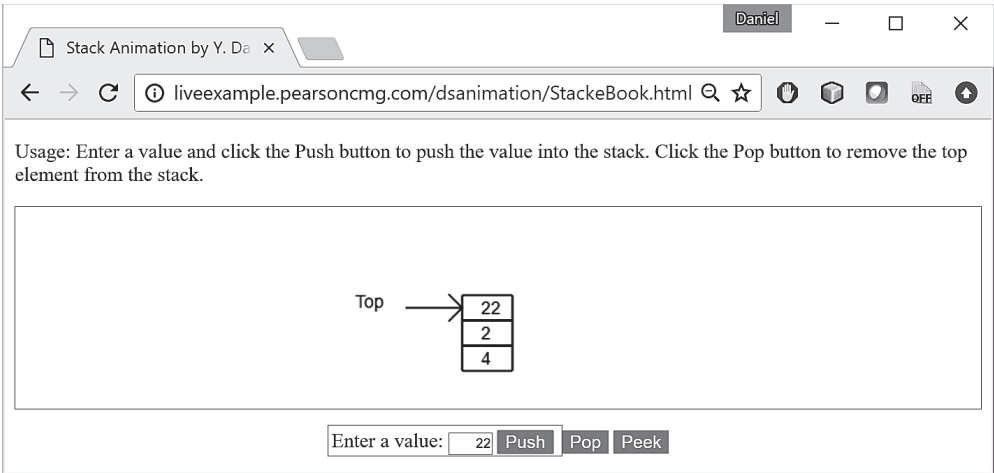 Daniel
Stack Animation by Y. Da
liveexample.pearsoncmg.com/dsanimation/StackeBook.html
OFF
Usage: Enter a value and click the Push button to push the value into the stack. Click the Pop button to remove the top
element from the stack.
Top
22
2
4
Enter a value: 22 Push Pop Peek